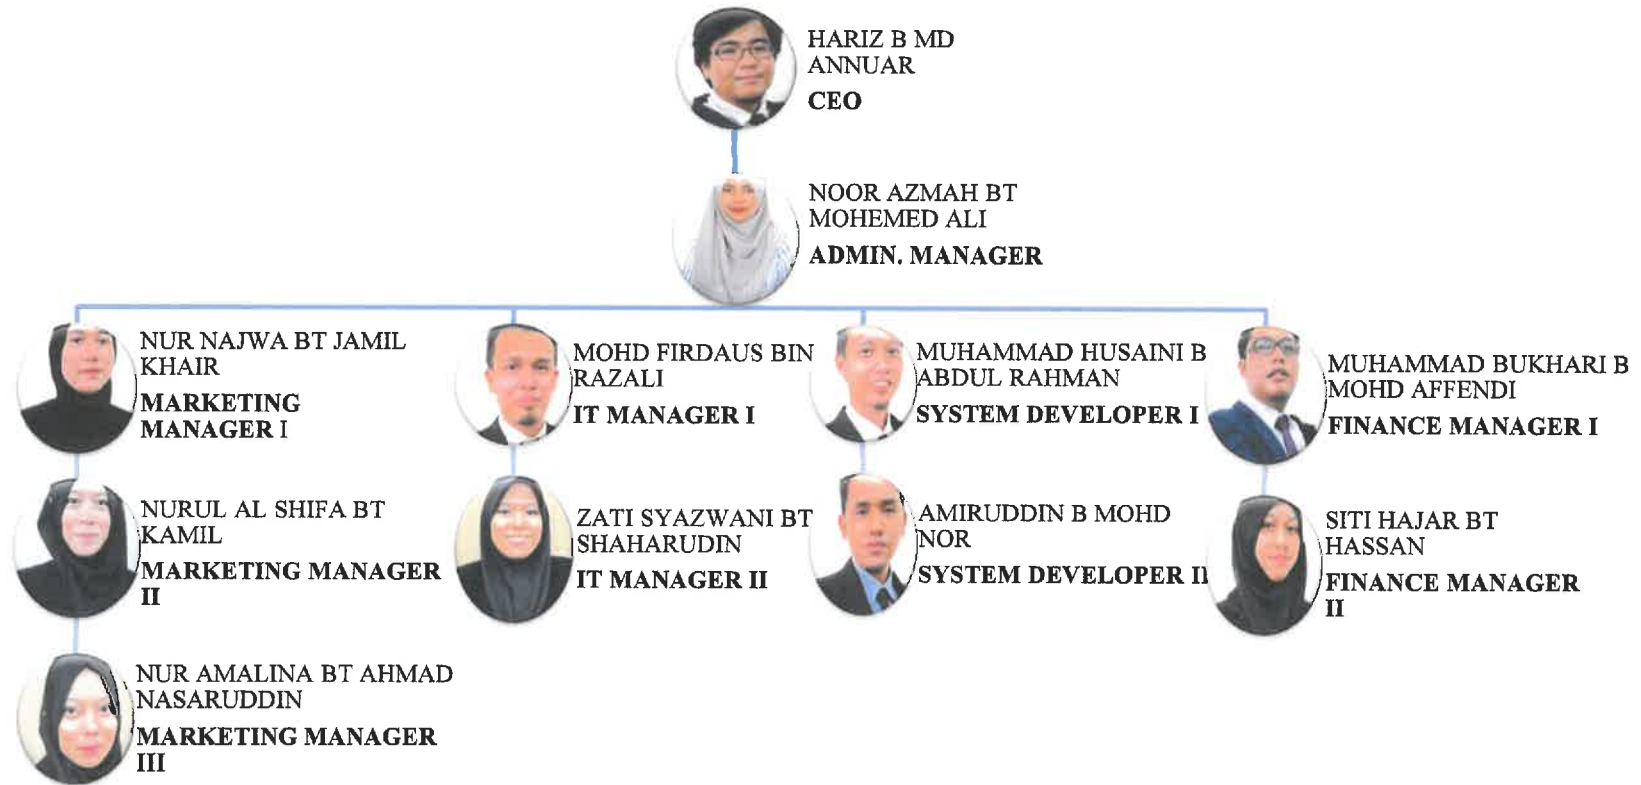 HARIZ B MD
ANNUAR
CEO
NOOR AZMAH BT
MOHEMED ALI
ADMIN. MANAGER
NUR NAJWA BT JAMIL
KHAIR
MARKETING
MANAGER I
MOHD FIRDAUS BIN
RAZALI
IT MANAGER I
MUHAMMAD HUSAINI B
ABDUL RAHMAN
SYSTEM DEVELOPER I
MUHAMMAD BUKHARI B
MOHD AFFENDI
FINANCE MANAGER I
NURUL AL SHIFA BT
KAMIL
MARKETING MANAGER
II
ZATI SYAZWANI BT
SHAHARUDIN
IT MANAGER II
AMIRUDDIN B MOHD
NOR
SYSTEM DEVELOPER II
SITI HAJAR BT
HASSAN
FINANCE MANAGER
II
NUR AMALINA BT AHMAD
NASARUDDIN
MARKETING MANAGER
III